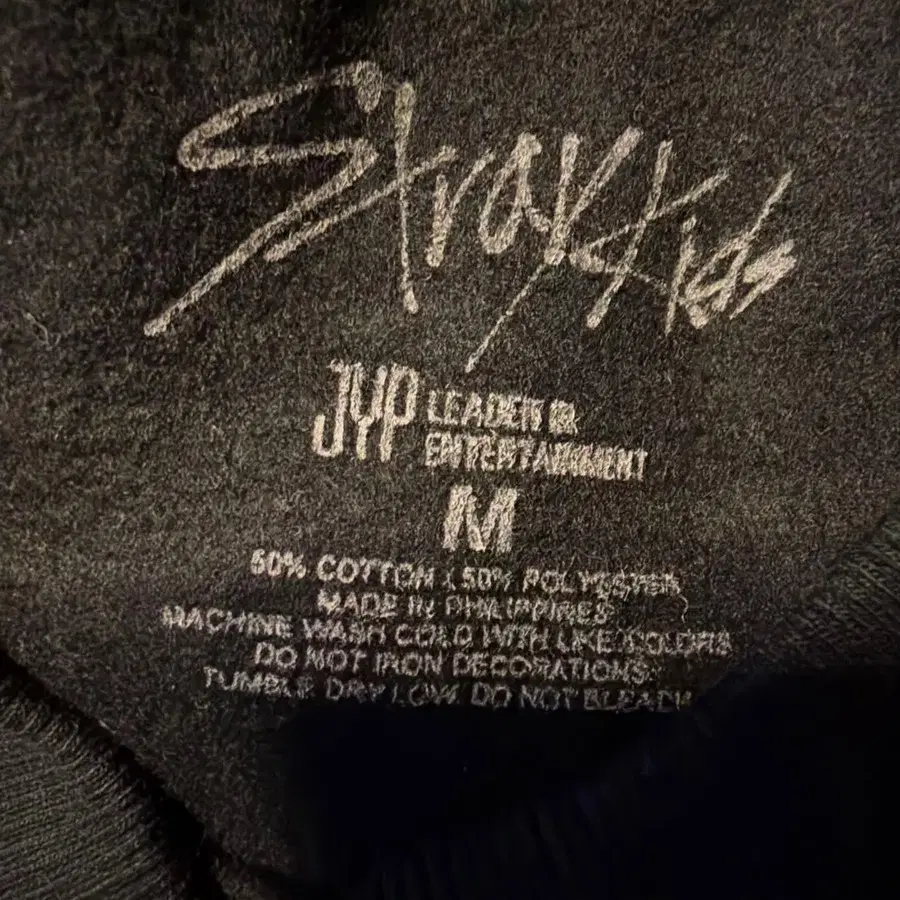 Stray Kids
JYP LEADER IN
ENTERTAINMENT
M
50% COTTON 50% POLYESTER
MADE IN PHILIPPINES
MACHINE WASH COLD WITH LIKE COLORS
DO NOT IRON DECORATIONS
TUMBLE DRY LOW. DO NOT BLEACH